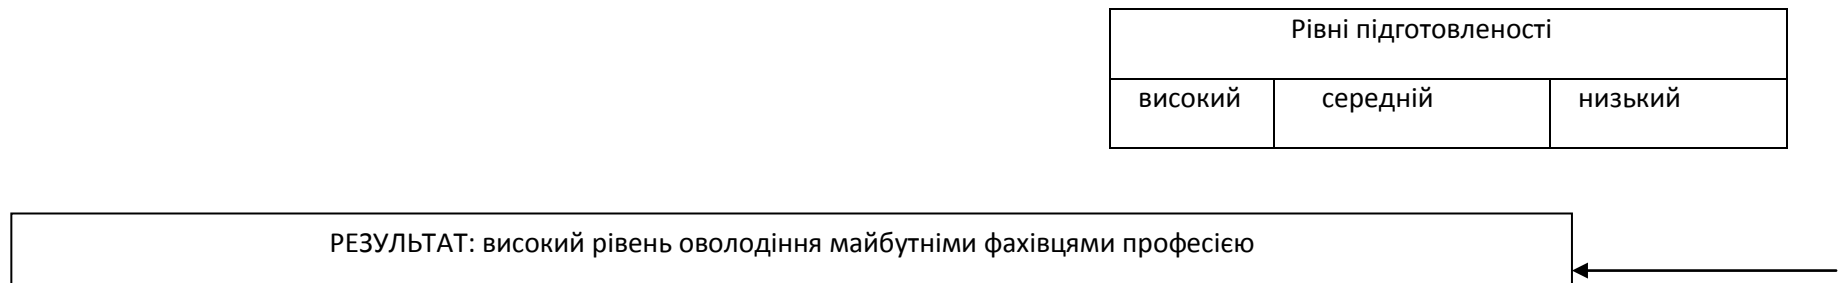 Рівні підготовленості
високий середній низький
РЕЗУЛЬТАТ: високий рівень оволодіння майбутніми фахівцями професією